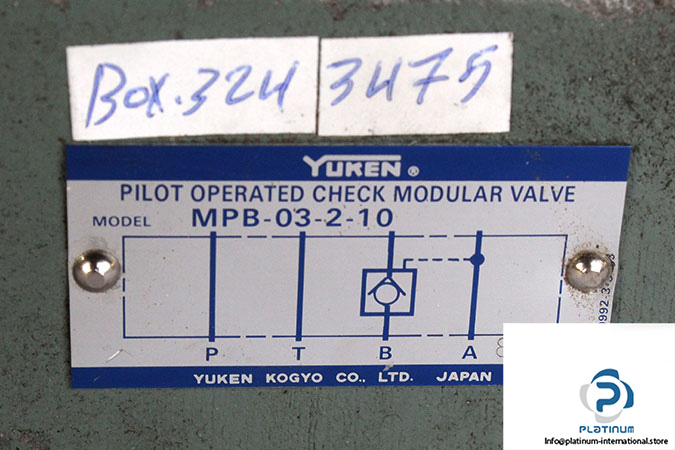 Box.324 3475
YUKEN ®
PILOT OPERATED CHECK MODULAR VALVE
MODEL MPB-03-2-10
P T B A
YUKEN KOGYO CO., LTD. JAPAN
PLATINUM
Info@platinum-international.store